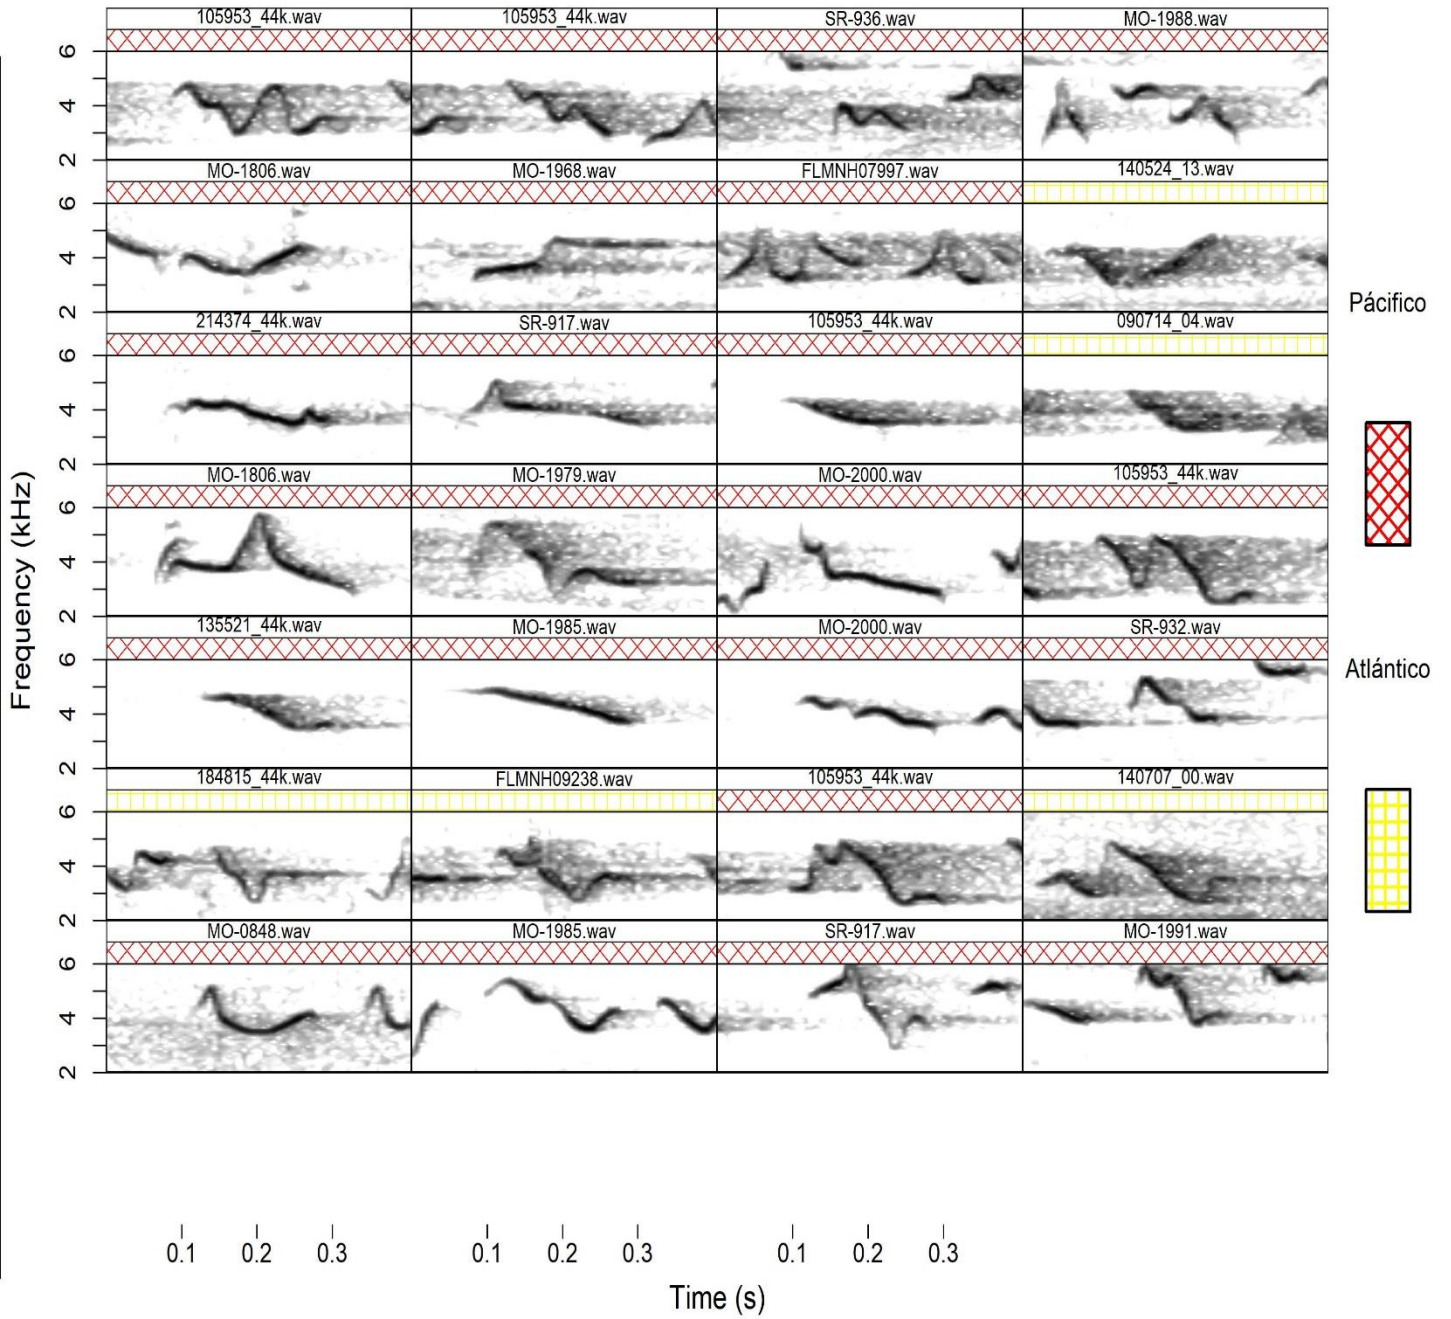 105953_44k.wav 105953_44k.wav SR-936.wav MO-1988.wav
6
4
2
MO-1806.wav MO-1968.wav FLMNH07997.wav 140524_13.wav
6
4
2
Pácifico
214374_44k.wav SR-917.wav 105953_44k.wav 090714_04.wav
6
4
2
MO-1806.wav MO-1979.wav MO-2000.wav 105953_44k.wav
6
4
2
Frequency (kHz)
135521_44k.wav MO-1985.wav MO-2000.wav SR-932.wav
6
4
2
Atlántico
184815_44k.wav FLMNH09238.wav 105953_44k.wav 140707_00.wav
6
4
2
MO-0848.wav MO-1985.wav SR-917.wav MO-1991.wav
6
4
2
0.1 0.2 0.3 0.1 0.2 0.3 0.1 0.2 0.3
Time (s)